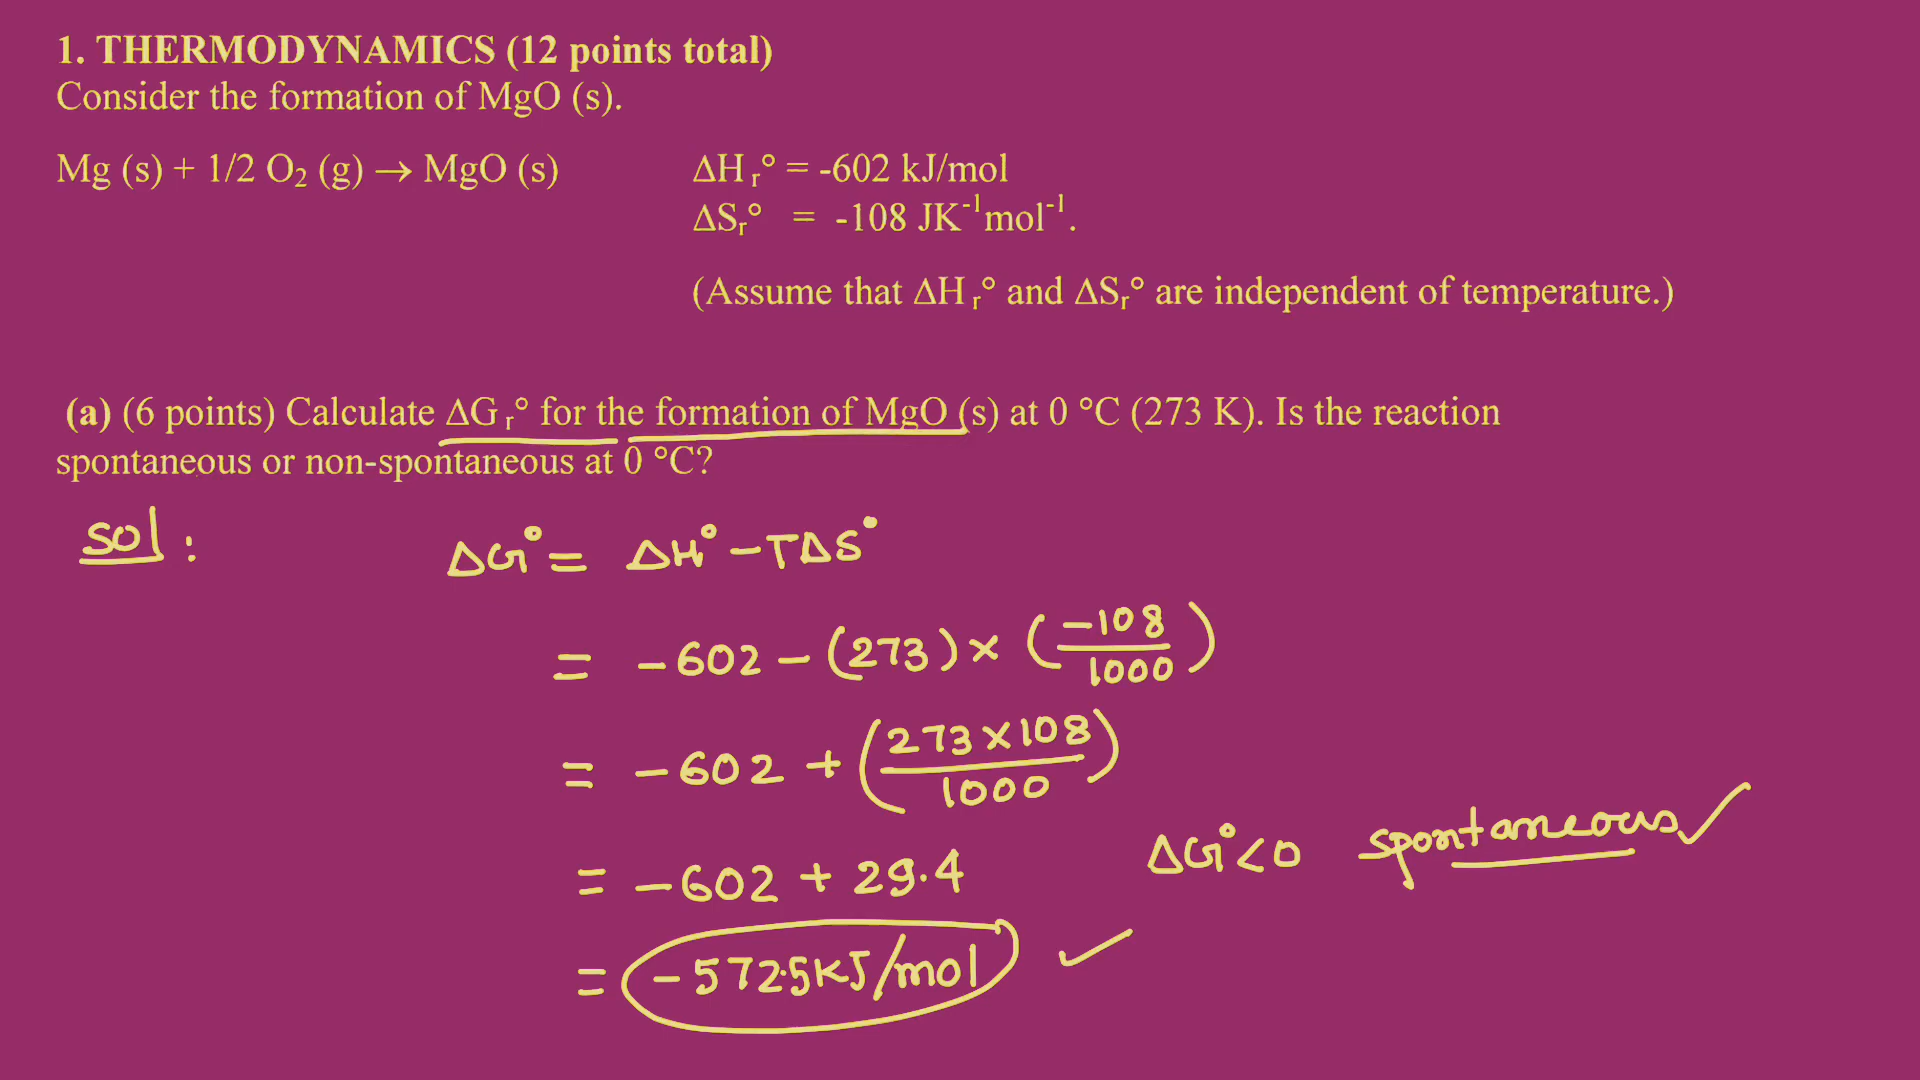 1. THERMODYNAMICS (12 points total)
Consider the formation of MgO (s).
Mg (s) + 1/2 O₂ (g) → MgO (s)
ΔHᵣ° = -602 kJ/mol
ΔSᵣ° = -108 JK⁻¹mol⁻¹.
(Assume that ΔHᵣ° and ΔSᵣ° are independent of temperature.)
(a) (6 points) Calculate ΔGᵣ° for the formation of MgO (s) at 0 °C (273 K). Is the reaction
spontaneous or non-spontaneous at 0 °C?
sol :
ΔG° = ΔH° - TΔS°
= -602 - (273) × (-108/1000)
= -602 + (273×108/1000)
= -602 + 29.4
ΔG° < 0 spontaneous ✓
= -572.5 KJ/mol ✓